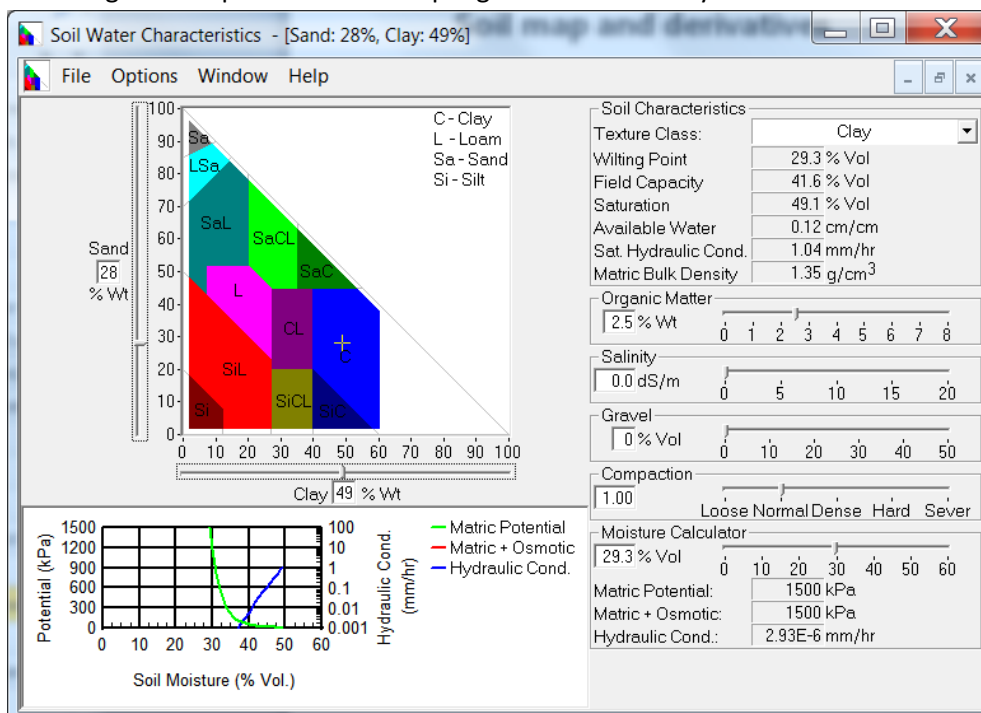 Soil map and derivatives
Soil Water Characteristics - [Sand: 28%, Clay: 49%]
File Options Window Help
C - Clay
L - Loam
Sa - Sand
Si - Silt
100
90
80
70
60
50
40
30
20
10
0
Sand
28
% Wt
Sa
LSa
SaL
SaCL
SaC
L
CL
C
SiL
SiCL
SiC
Si
0 10 20 30 40 50 60 70 80 90 100
Clay 49 % Wt
Soil Characteristics
Texture Class: Clay
Wilting Point 29.3 % Vol
Field Capacity 41.6 % Vol
Saturation 49.1 % Vol
Available Water 0.12 cm/cm
Sat. Hydraulic Cond. 1.04 mm/hr
Matric Bulk Density 1.35 g/cm3
Organic Matter
2.5 % Wt
0 1 2 3 4 5 6 7 8
Salinity
0.0 dS/m
0 5 10 15 20
Gravel
0 % Vol
0 10 20 30 40 50
Compaction
1.00
Loose Normal Dense Hard Sever
Moisture Calculator
29.3 % Vol
0 10 20 30 40 50 60
Matric Potential: 1500 kPa
Matric + Osmotic: 1500 kPa
Hydraulic Cond.: 2.93E-6 mm/hr
Potential (kPa)
1500
1200
900
600
300
0
0 10 20 30 40 50 60
Soil Moisture (% Vol.)
100
10
1
0.1
0.01
0.001
Hydraulic Cond.
(mm/hr)
Matric Potential
Matric + Osmotic
Hydraulic Cond.